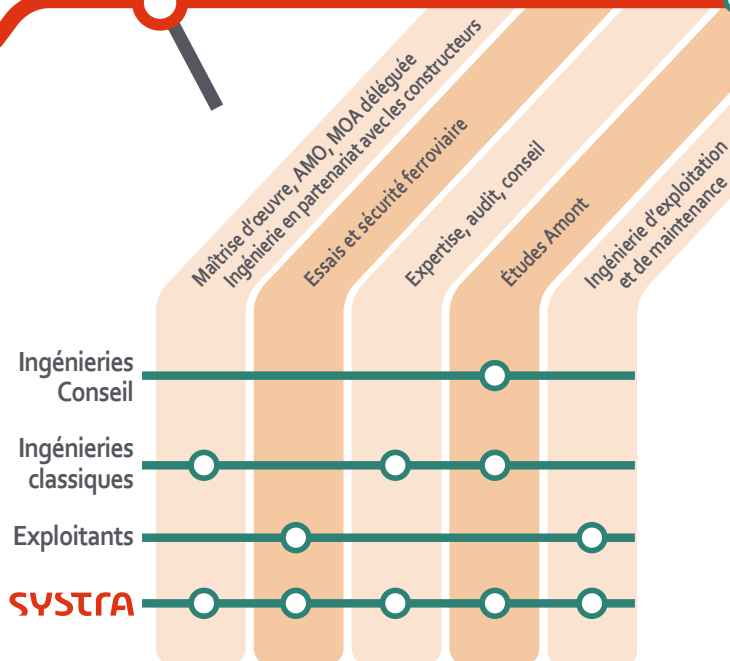 Maîtrise d'œuvre, AMO, MOA déléguée
Ingénierie en partenariat avec les constructeurs
Essais et sécurité ferroviaire
Expertise, audit, conseil
Études Amont
Ingénierie d'exploitation
et de maintenance
Ingénieries
Conseil
Ingénieries
classiques
Exploitants
SYSTRA